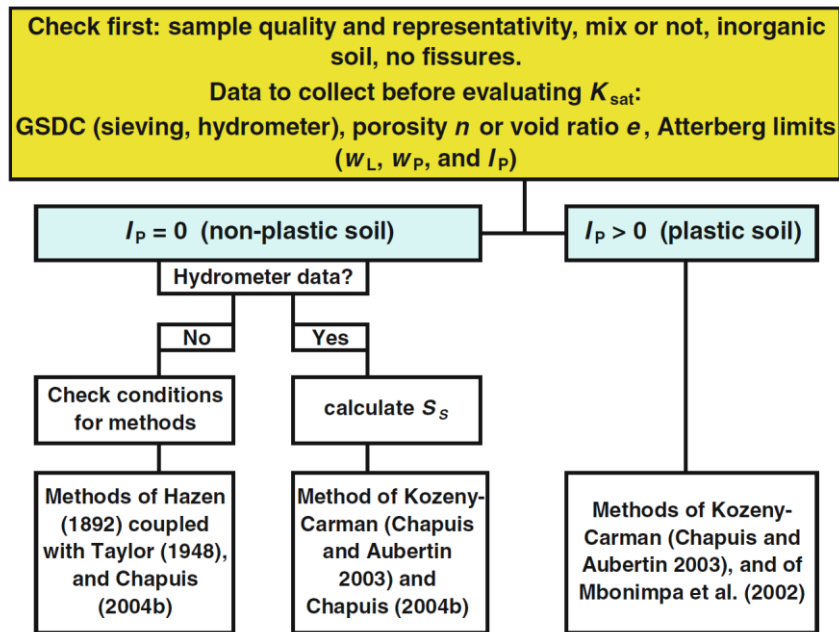 Check first: sample quality and representativity, mix or not, inorganic
soil, no fissures.
Data to collect before evaluating Ksat:
GSDC (sieving, hydrometer), porosity n or void ratio e, Atterberg limits
(wL, wP, and IP)
IP = 0 (non-plastic soil)
IP > 0 (plastic soil)
Hydrometer data?
No
Yes
Check conditions
for methods
calculate SS
Methods of Hazen
(1892) coupled
with Taylor (1948),
and Chapuis
(2004b)
Method of Kozeny-
Carman (Chapuis
and Aubertin
2003) and
Chapuis (2004b)
Methods of Kozeny-
Carman (Chapuis and
Aubertin 2003), and of
Mbonimpa et al. (2002)